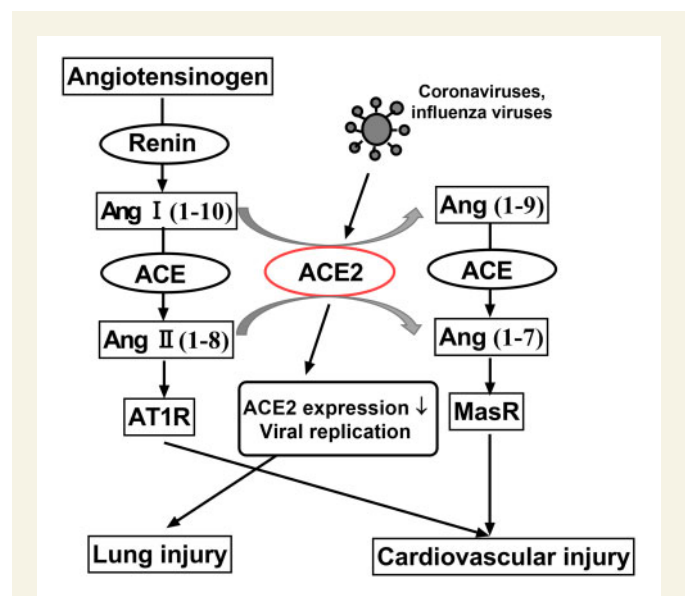 Angiotensinogen
Coronaviruses,
influenza viruses
Renin
Ang Ⅰ (1-10)
Ang (1-9)
ACE
ACE2
ACE
Ang Ⅱ (1-8)
Ang (1-7)
AT1R
ACE2 expression ↓
Viral replication
MasR
Lung injury
Cardiovascular injury